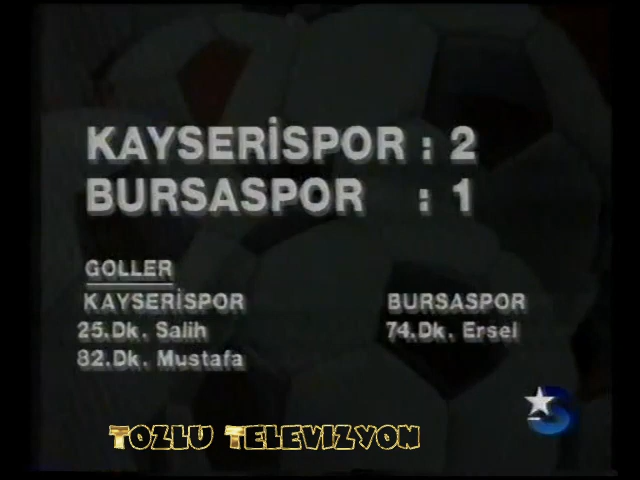 KAYSERİSPOR : 2
BURSASPOR : 1
GOLLER
KAYSERİSPOR BURSASPOR
25.Dk. Salih 74.Dk. Ersel
82.Dk. Mustafa
TOZLU TELEVIZYON